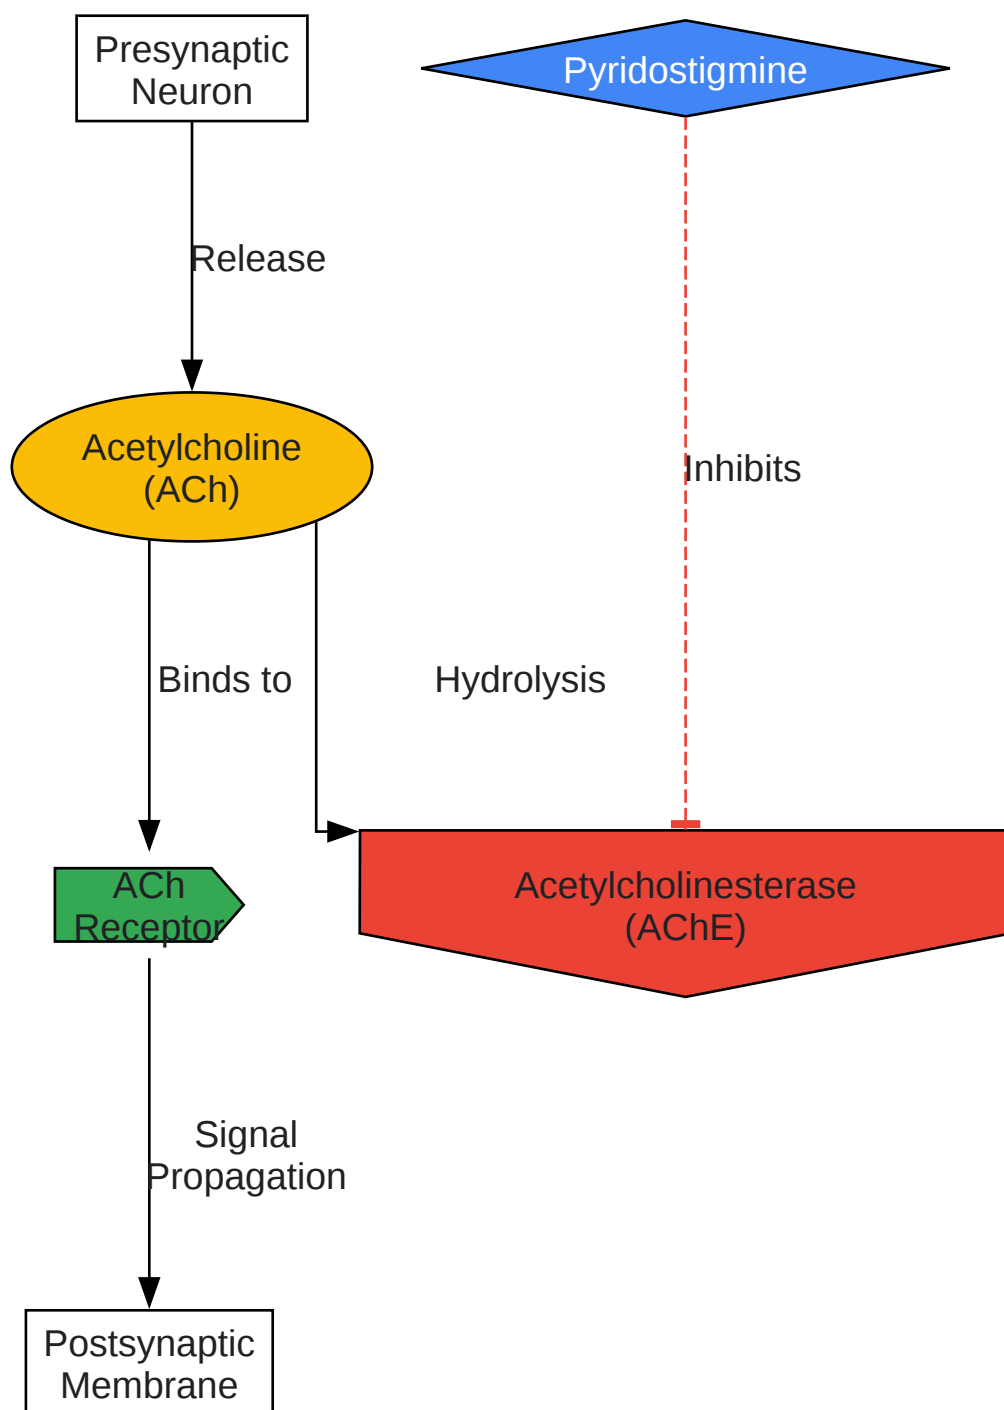 Presynaptic
Neuron
Pyridostigmine
Release
Acetylcholine
(ACh)
Inhibits
Binds to
Hydrolysis
ACh
Receptor
Acetylcholinesterase
(AChE)
Signal
Propagation
Postsynaptic
Membrane